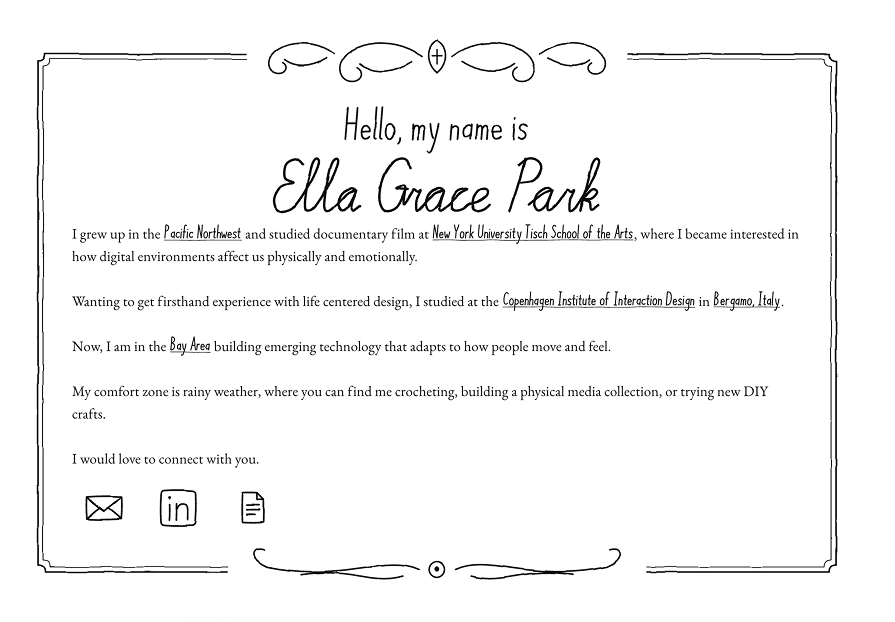 Hello, my name is
Ella Grace Park
I grew up in the Pacific Northwest and studied documentary film at New York University Tisch School of the Arts, where I became interested in
how digital environments affect us physically and emotionally.
Wanting to get firsthand experience with life centered design, I studied at the Copenhagen Institute of Interaction Design in Bergamo, Italy.
Now, I am in the Bay Area building emerging technology that adapts to how people move and feel.
My comfort zone is rainy weather, where you can find me crocheting, building a physical media collection, or trying new DIY
crafts.
I would love to connect with you.
in